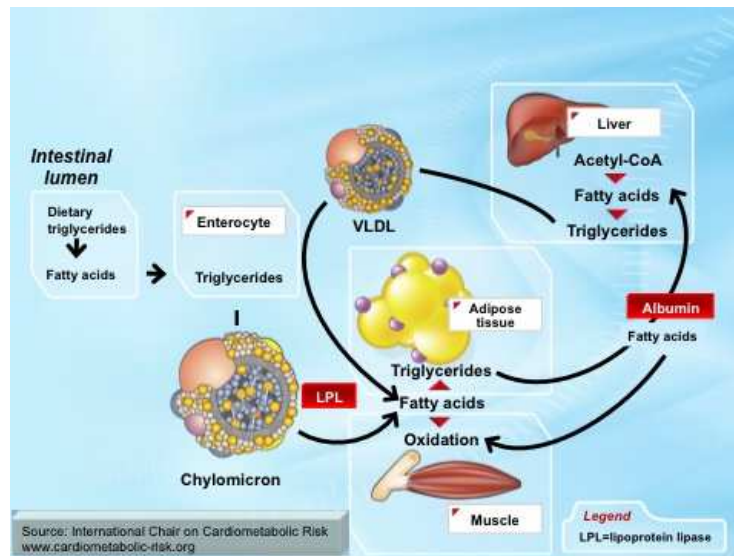 Intestinal
lumen
Dietary
triglycerides
Fatty acids
Enterocyte
Triglycerides
Chylomicron
LPL
VLDL
Liver
Acetyl-CoA
Fatty acids
Triglycerides
Adipose
tissue
Triglycerides
Fatty acids
Oxidation
Muscle
Albumin
Fatty acids
Legend
LPL=lipoprotein lipase
Source: International Chair on Cardiometabolic Risk
www.cardiometabolic-risk.org